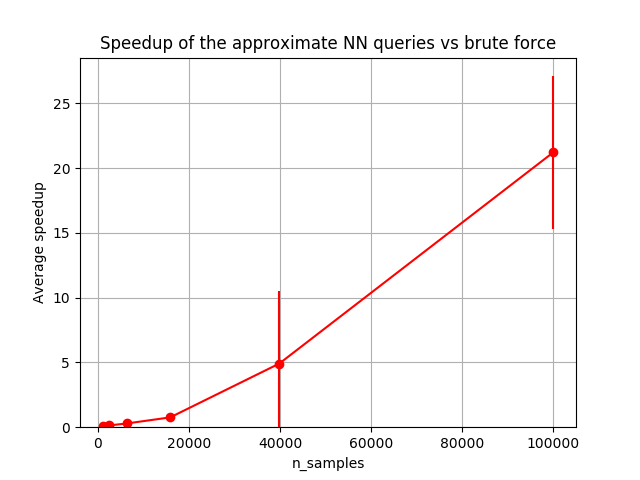 Speedup of the approximate NN queries vs brute force
Average speedup
25
20
15
10
5
0
0 20000 40000 60000 80000 100000
n_samples